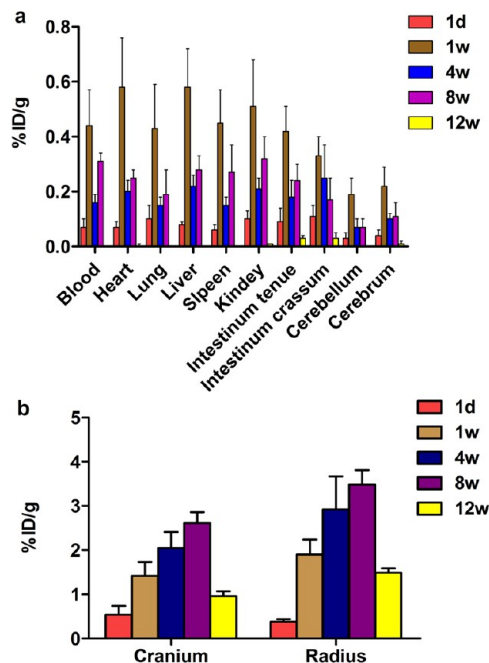 a
%ID/g
0.8
0.6
0.4
0.2
0.0
Blood
Heart
Lung
Liver
Slpeen
Kindey
Intestinum tenue
Intestinum crassum
Cerebellum
Cerebrum
1d
1w
4w
8w
12w
b
%ID/g
5
4
3
2
1
0
Cranium
Radius
1d
1w
4w
8w
12w